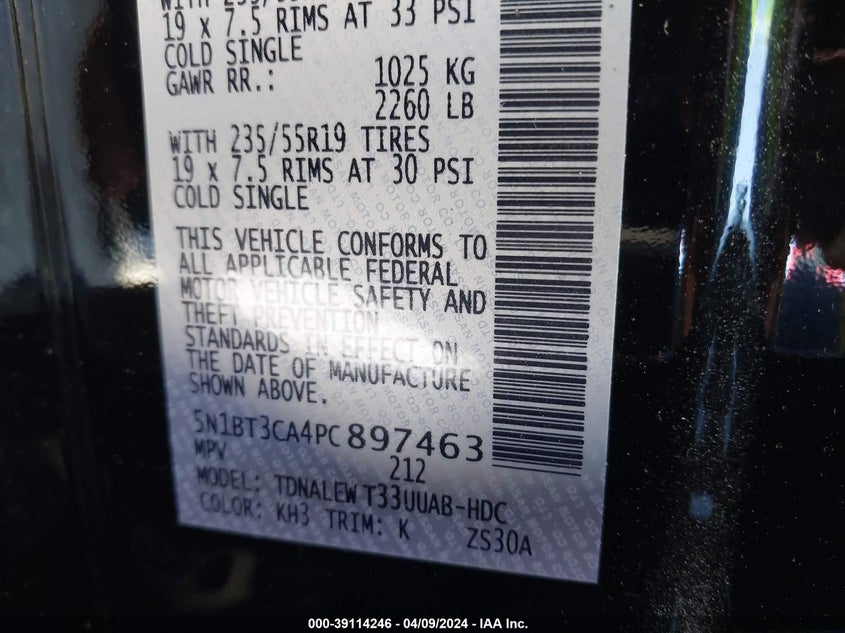 19 x 7.5 RIMS AT 33 PSI
COLD SINGLE
GAWR RR.: 1025 KG
2260 LB
WITH 235/55R19 TIRES
19 x 7.5 RIMS AT 30 PSI
COLD SINGLE
THIS VEHICLE CONFORMS TO
ALL APPLICABLE FEDERAL
MOTOR VEHICLE SAFETY AND
THEFT PREVENTION
STANDARDS IN EFFECT ON
THE DATE OF MANUFACTURE
SHOWN ABOVE.
5N1BT3CA4PC897463
MPV 212
MODEL: TDNALEW T33UUAB-HDC
COLOR: KH3 TRIM: K ZS30A
000-39114246 - 04/09/2024 - IAA Inc.